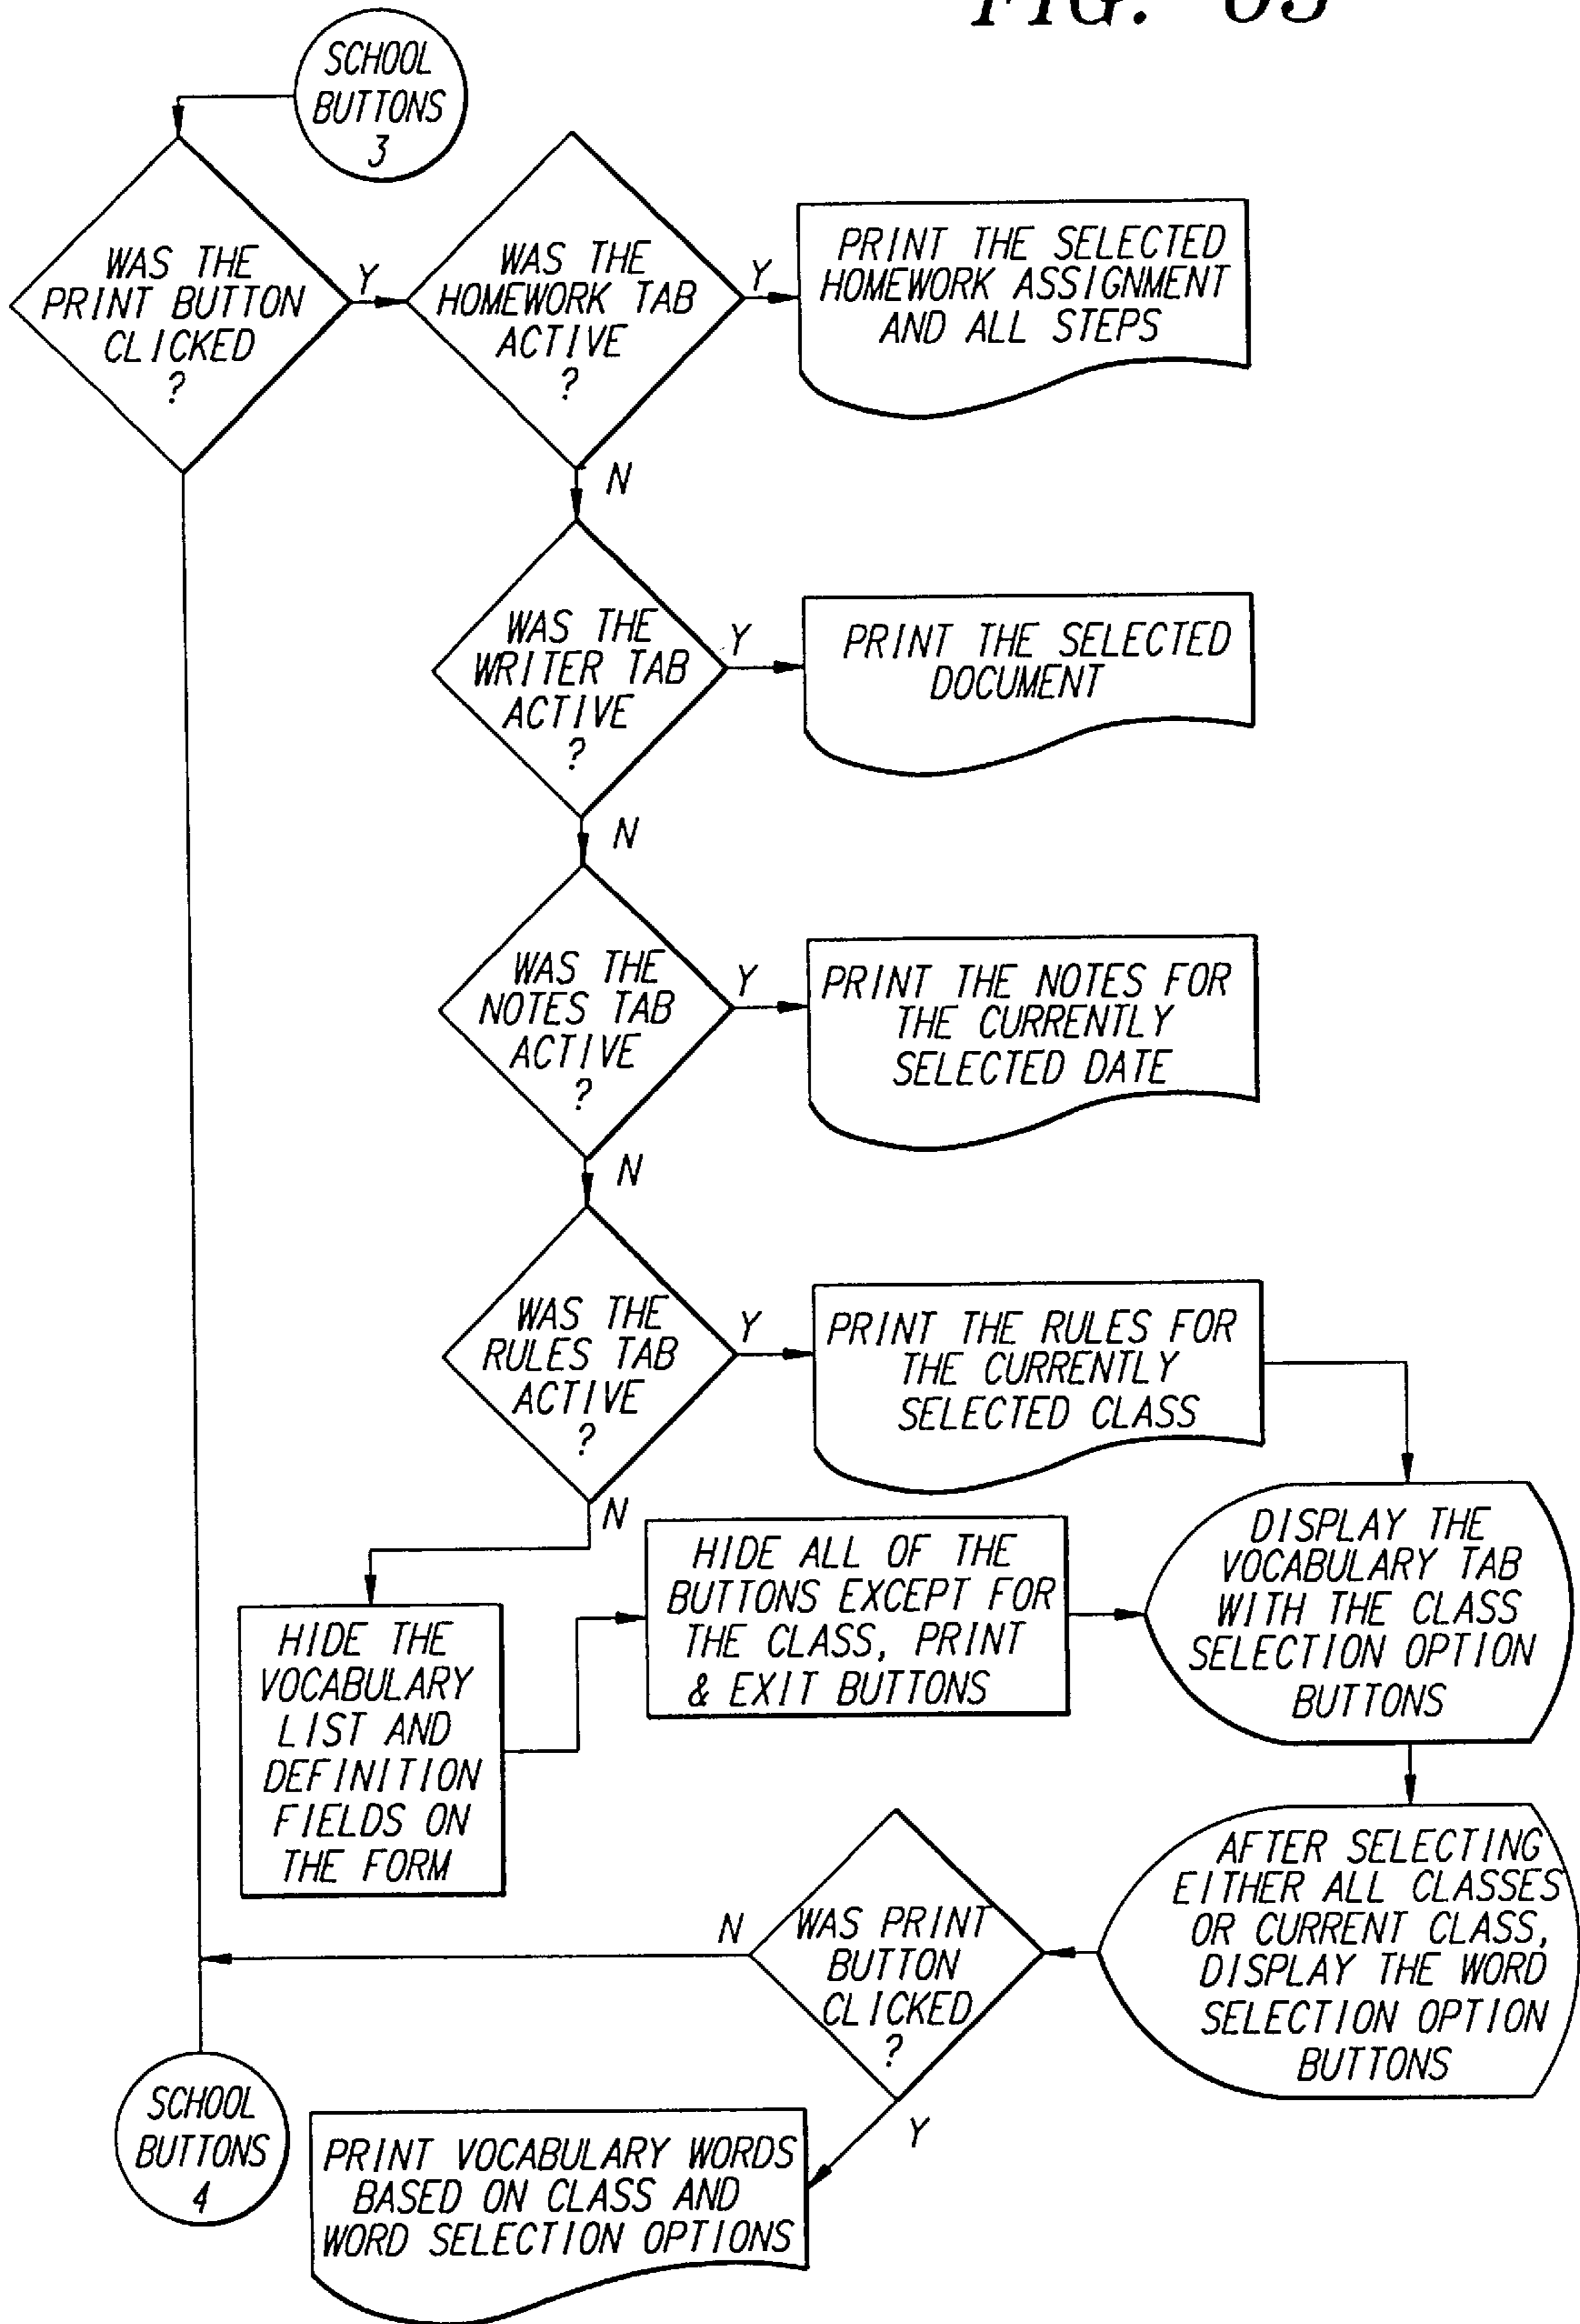 FIG.
SCHOOL
BUTTONS
3
WAS THE
PRINT BUTTON
CLICKED
?
Y
WAS THE
HOMEWORK TAB
ACTIVE
?
Y
PRINT THE SELECTED
HOMEWORK ASSIGNMENT
AND ALL STEPS
N
WAS THE
WRITER TAB
ACTIVE
?
Y
PRINT THE SELECTED
DOCUMENT
N
WAS THE
NOTES TAB
ACTIVE
?
Y
PRINT THE NOTES FOR
THE CURRENTLY
SELECTED DATE
N
WAS THE
RULES TAB
ACTIVE
?
Y
PRINT THE RULES FOR
THE CURRENTLY
SELECTED CLASS
N
HIDE THE
VOCABULARY
LIST AND
DEFINITION
FIELDS ON
THE FORM
HIDE ALL OF THE
BUTTONS EXCEPT FOR
THE CLASS, PRINT
& EXIT BUTTONS
DISPLAY THE
VOCABULARY TAB
WITH THE CLASS
SELECTION OPTION
BUTTONS
AFTER SELECTING
EITHER ALL CLASSES
OR CURRENT CLASS,
DISPLAY THE WORD
SELECTION OPTION
BUTTONS
WAS PRINT
BUTTON
CLICKED
?
N
Y
SCHOOL
BUTTONS
4
PRINT VOCABULARY WORDS
BASED ON CLASS AND
WORD SELECTION OPTIONS